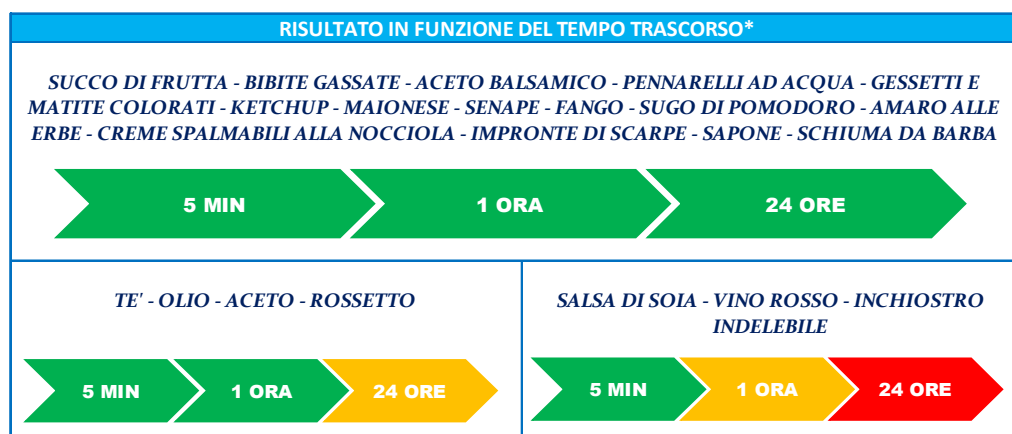 RISULTATO IN FUNZIONE DEL TEMPO TRASCORSO*
SUCCO DI FRUTTA - BIBITE GASSATE - ACETO BALSAMICO - PENNARELLI AD ACQUA - GESSETTI E
MATITE COLORATI - KETCHUP - MAIONESE - SENAPE - FANGO - SUGO DI POMODORO - AMARO ALLE
ERBE - CREME SPALMABILI ALLA NOCCIOLA - IMPRONTE DI SCARPE - SAPONE - SCHIUMA DA BARBA
5 MIN
1 ORA
24 ORE
TE' - OLIO - ACETO - ROSSETTO
5 MIN
1 ORA
24 ORE
SALSA DI SOIA - VINO ROSSO - INCHIOSTRO
INDELEBILE
5 MIN
1 ORA
24 ORE